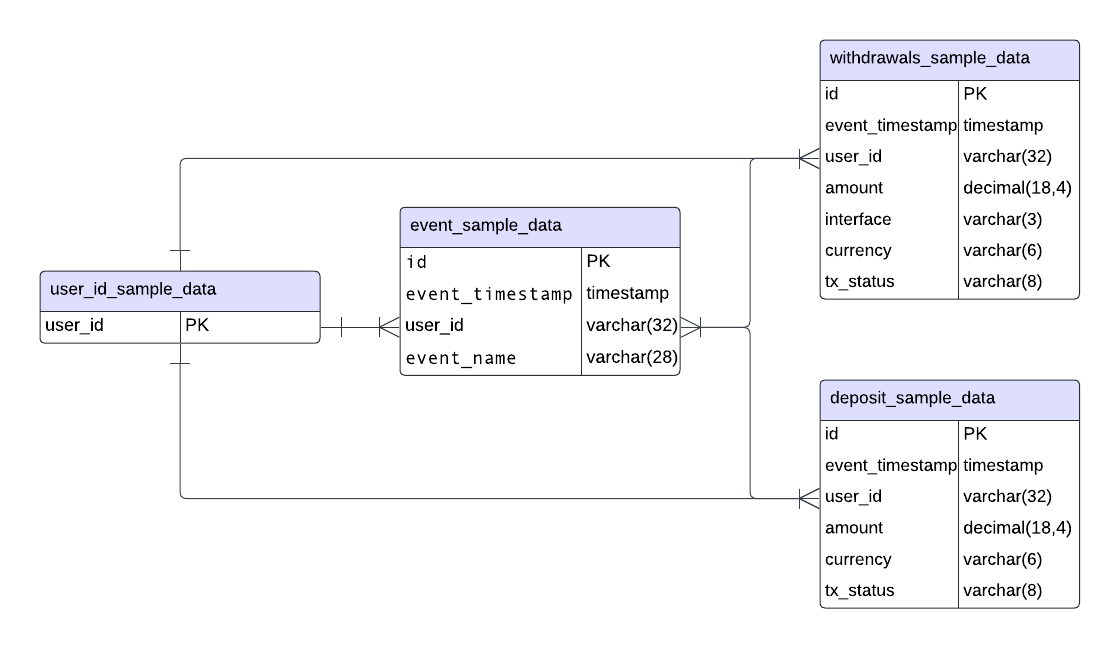 withdrawals_sample_data
id PK
event_timestamp timestamp
user_id varchar(32)
amount decimal(18,4)
interface varchar(3)
currency varchar(6)
tx_status varchar(8)
event_sample_data
id PK
event_timestamp timestamp
user_id varchar(32)
event_name varchar(28)
user_id_sample_data
user_id PK
deposit_sample_data
id PK
event_timestamp timestamp
user_id varchar(32)
amount decimal(18,4)
currency varchar(6)
tx_status varchar(8)